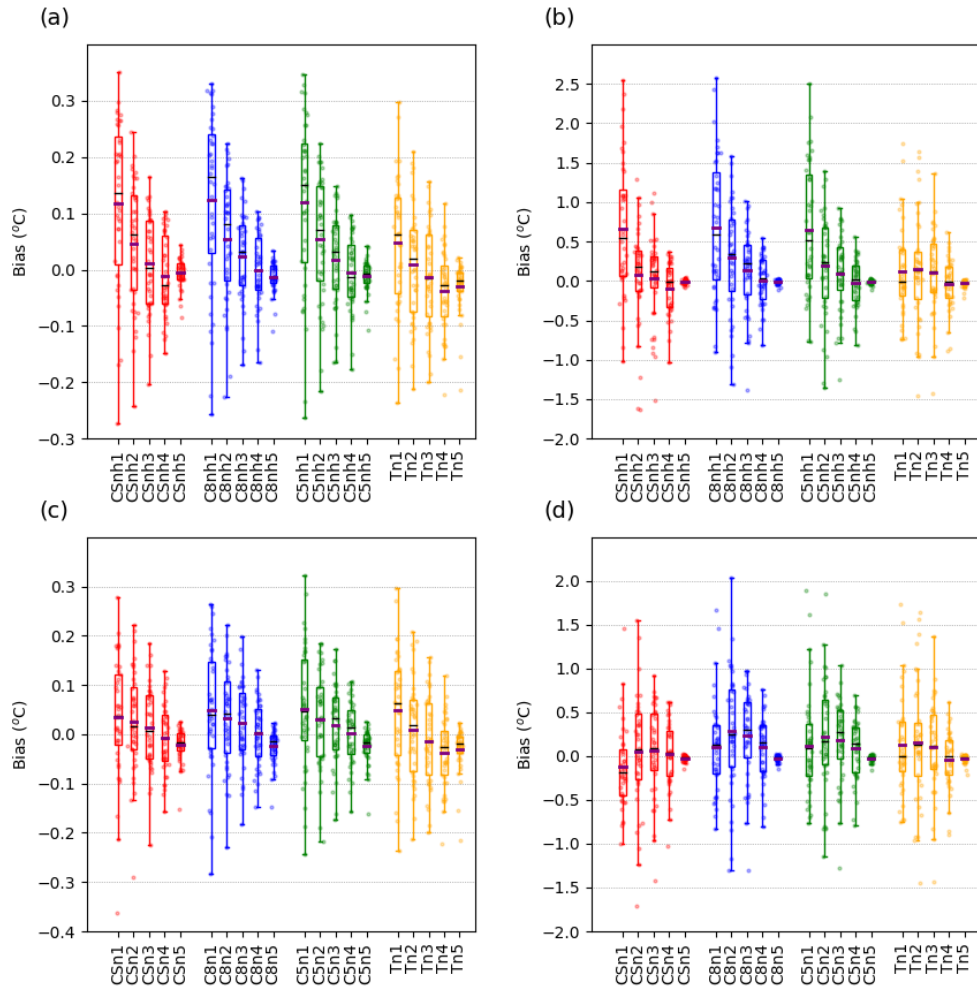 (a)
Bias (°C)
0.3
0.2
0.1
0.0
−0.1
−0.2
−0.3
CSnh1 CSnh2 CSnh3 CSnh4 CSnh5 C8nh1 C8nh2 C8nh3 C8nh4 C8nh5 C5nh1 C5nh2 C5nh3 C5nh4 C5nh5 Tn1 Tn2 Tn3 Tn4 Tn5
(b)
Bias (°C)
2.5
2.0
1.5
1.0
0.5
0.0
−0.5
−1.0
−1.5
−2.0
CSnh1 CSnh2 CSnh3 CSnh4 CSnh5 C8nh1 C8nh2 C8nh3 C8nh4 C8nh5 C5nh1 C5nh2 C5nh3 C5nh4 C5nh5 Tn1 Tn2 Tn3 Tn4 Tn5
(c)
Bias (°C)
0.3
0.2
0.1
0.0
−0.1
−0.2
−0.3
−0.4
CSn1 CSn2 CSn3 CSn4 CSn5 C8n1 C8n2 C8n3 C8n4 C8n5 C5n1 C5n2 C5n3 C5n4 C5n5 Tn1 Tn2 Tn3 Tn4 Tn5
(d)
Bias (°C)
2.0
1.5
1.0
0.5
0.0
−0.5
−1.0
−1.5
−2.0
CSn1 CSn2 CSn3 CSn4 CSn5 C8n1 C8n2 C8n3 C8n4 C8n5 C5n1 C5n2 C5n3 C5n4 C5n5 Tn1 Tn2 Tn3 Tn4 Tn5